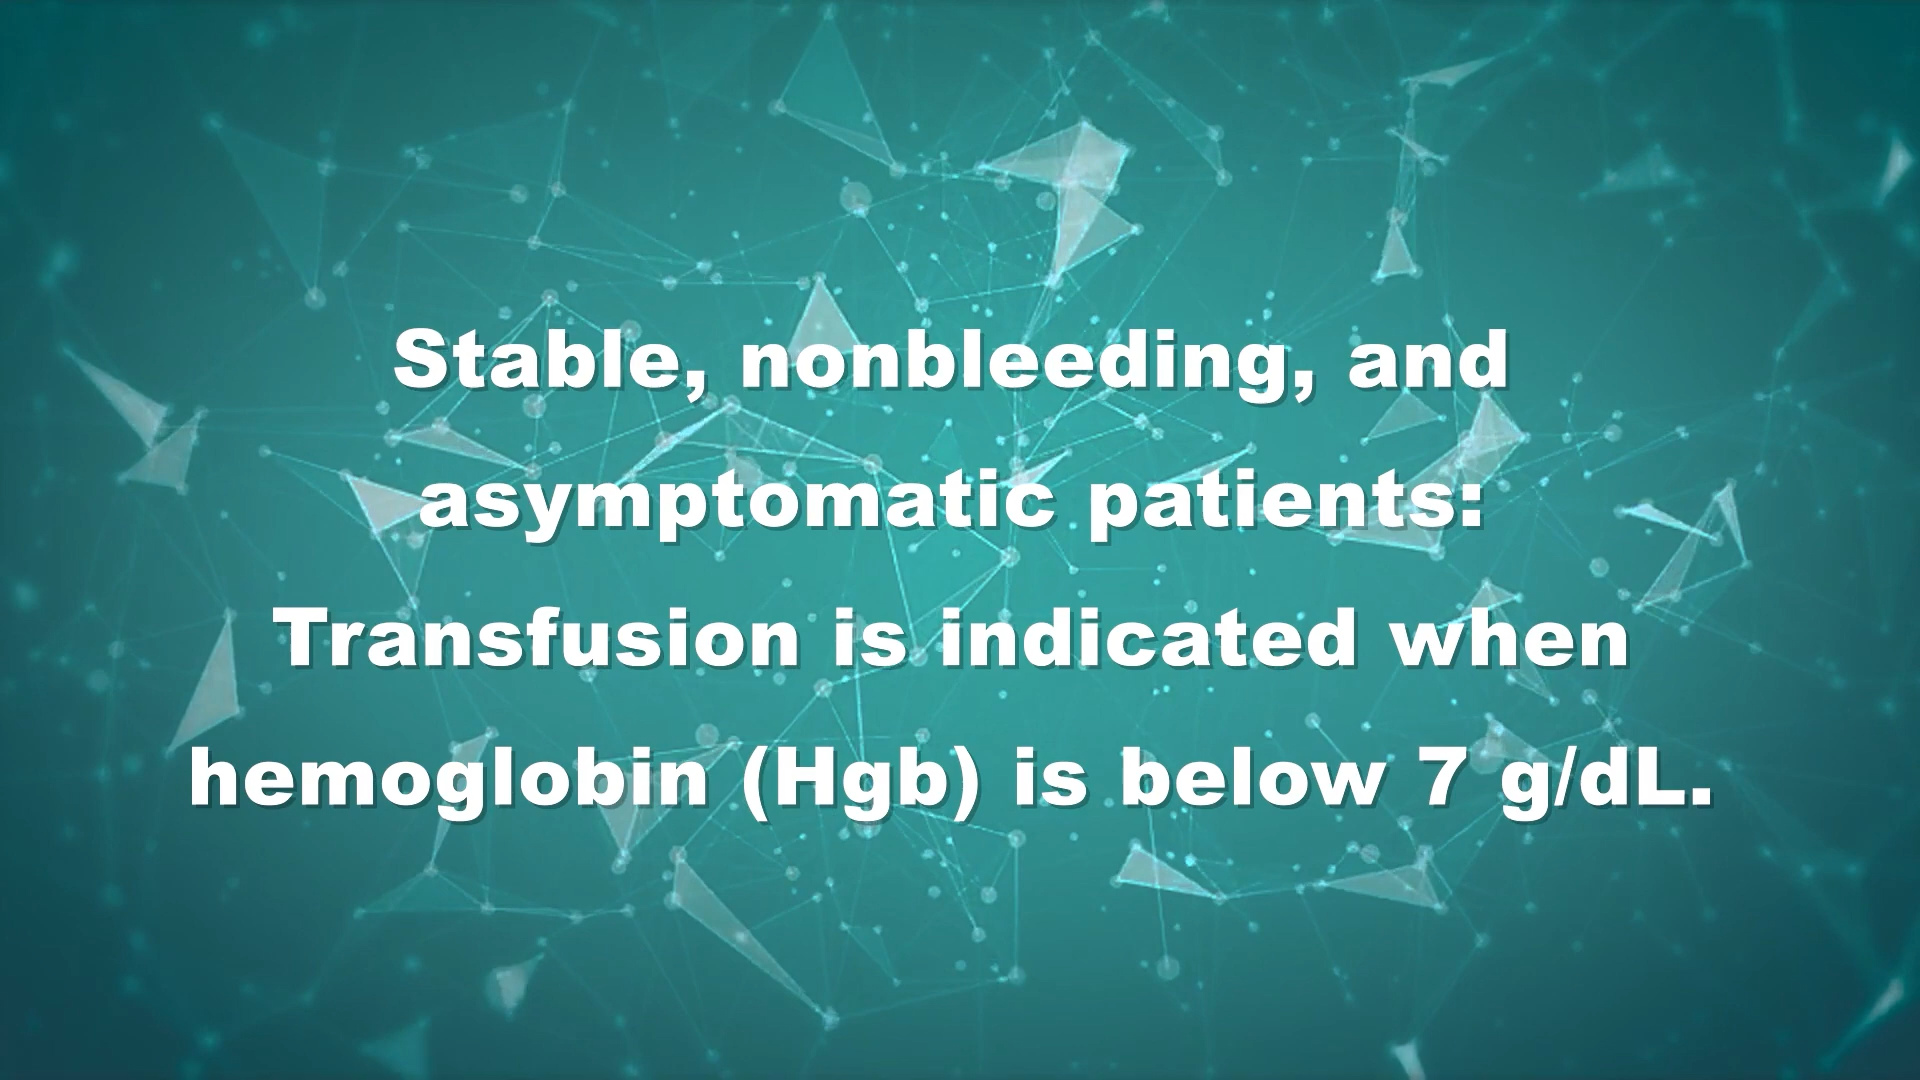 Stable, nonbleeding, and
asymptomatic patients:
Transfusion is indicated when
hemoglobin (Hgb) is below 7 g/dL.